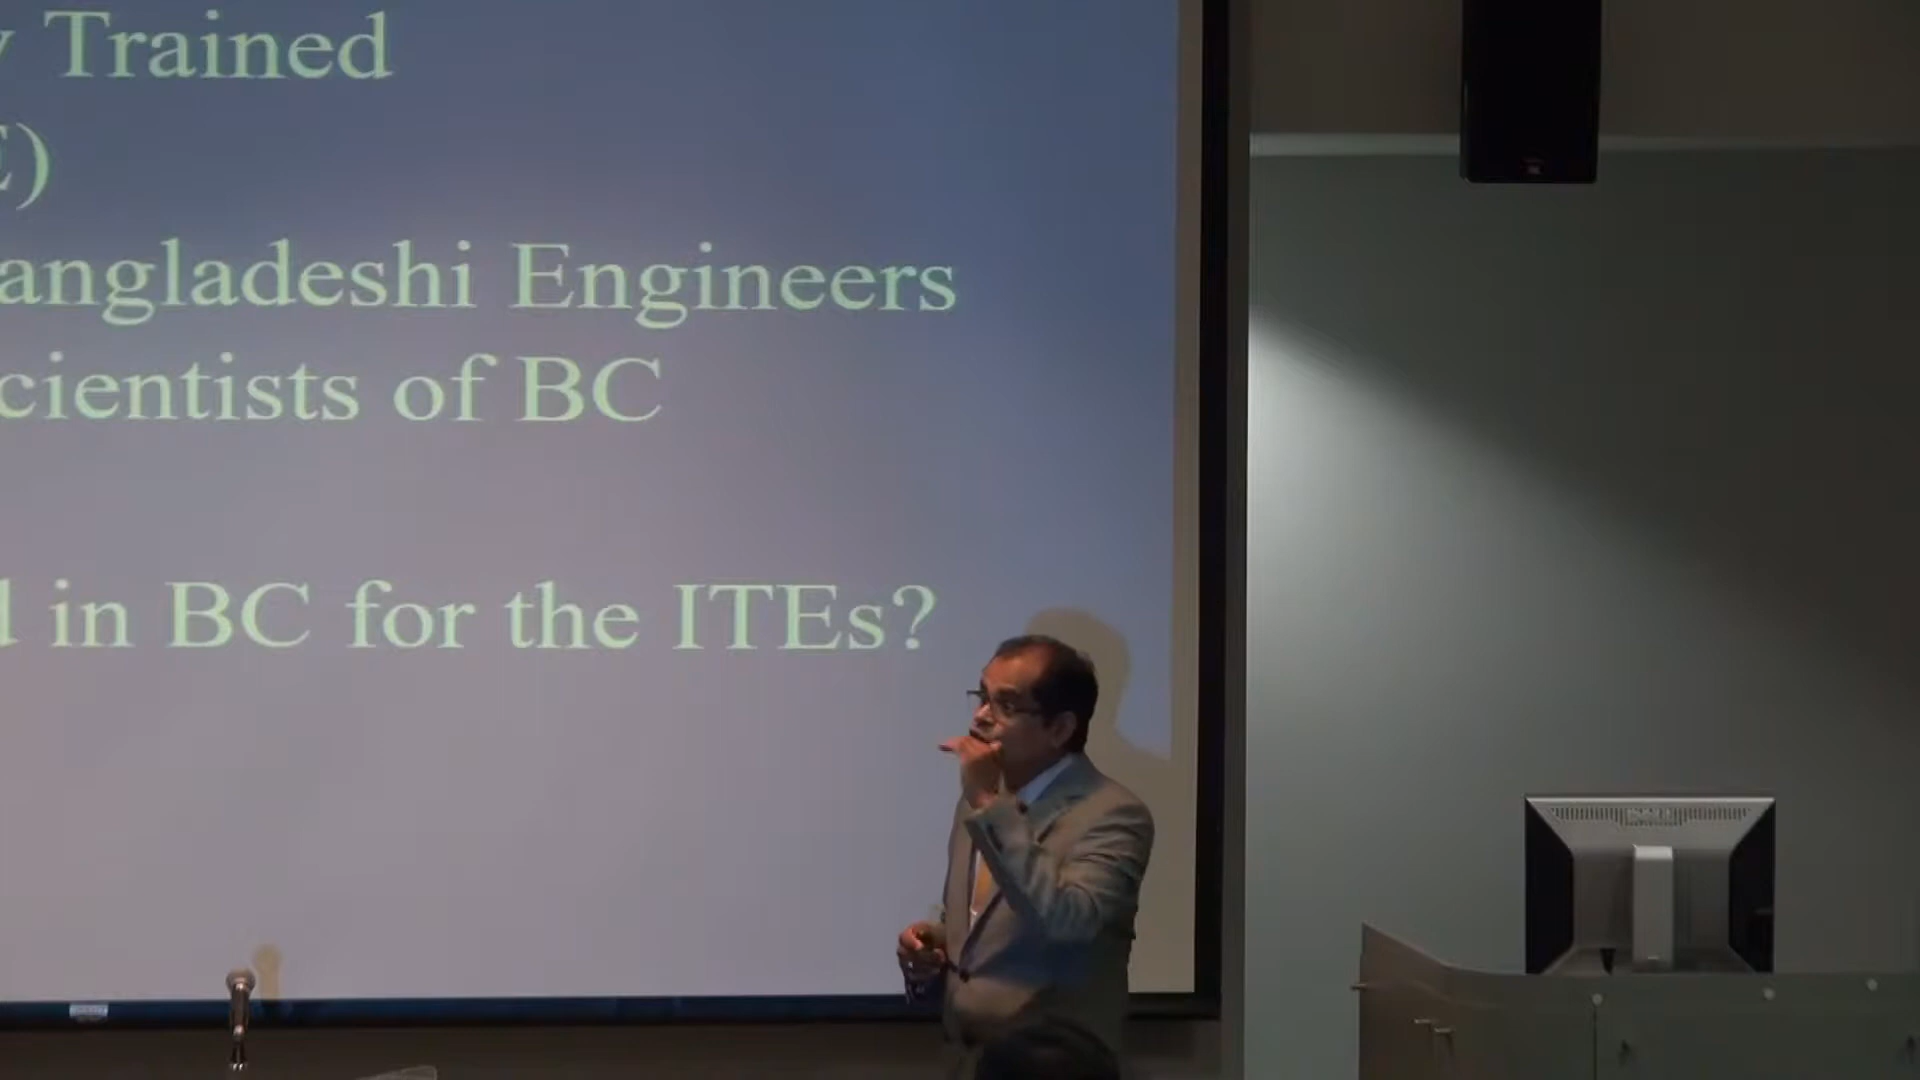 Trained
E)
angladeshi Engineers
cientists of BC
d in BC for the ITEs?